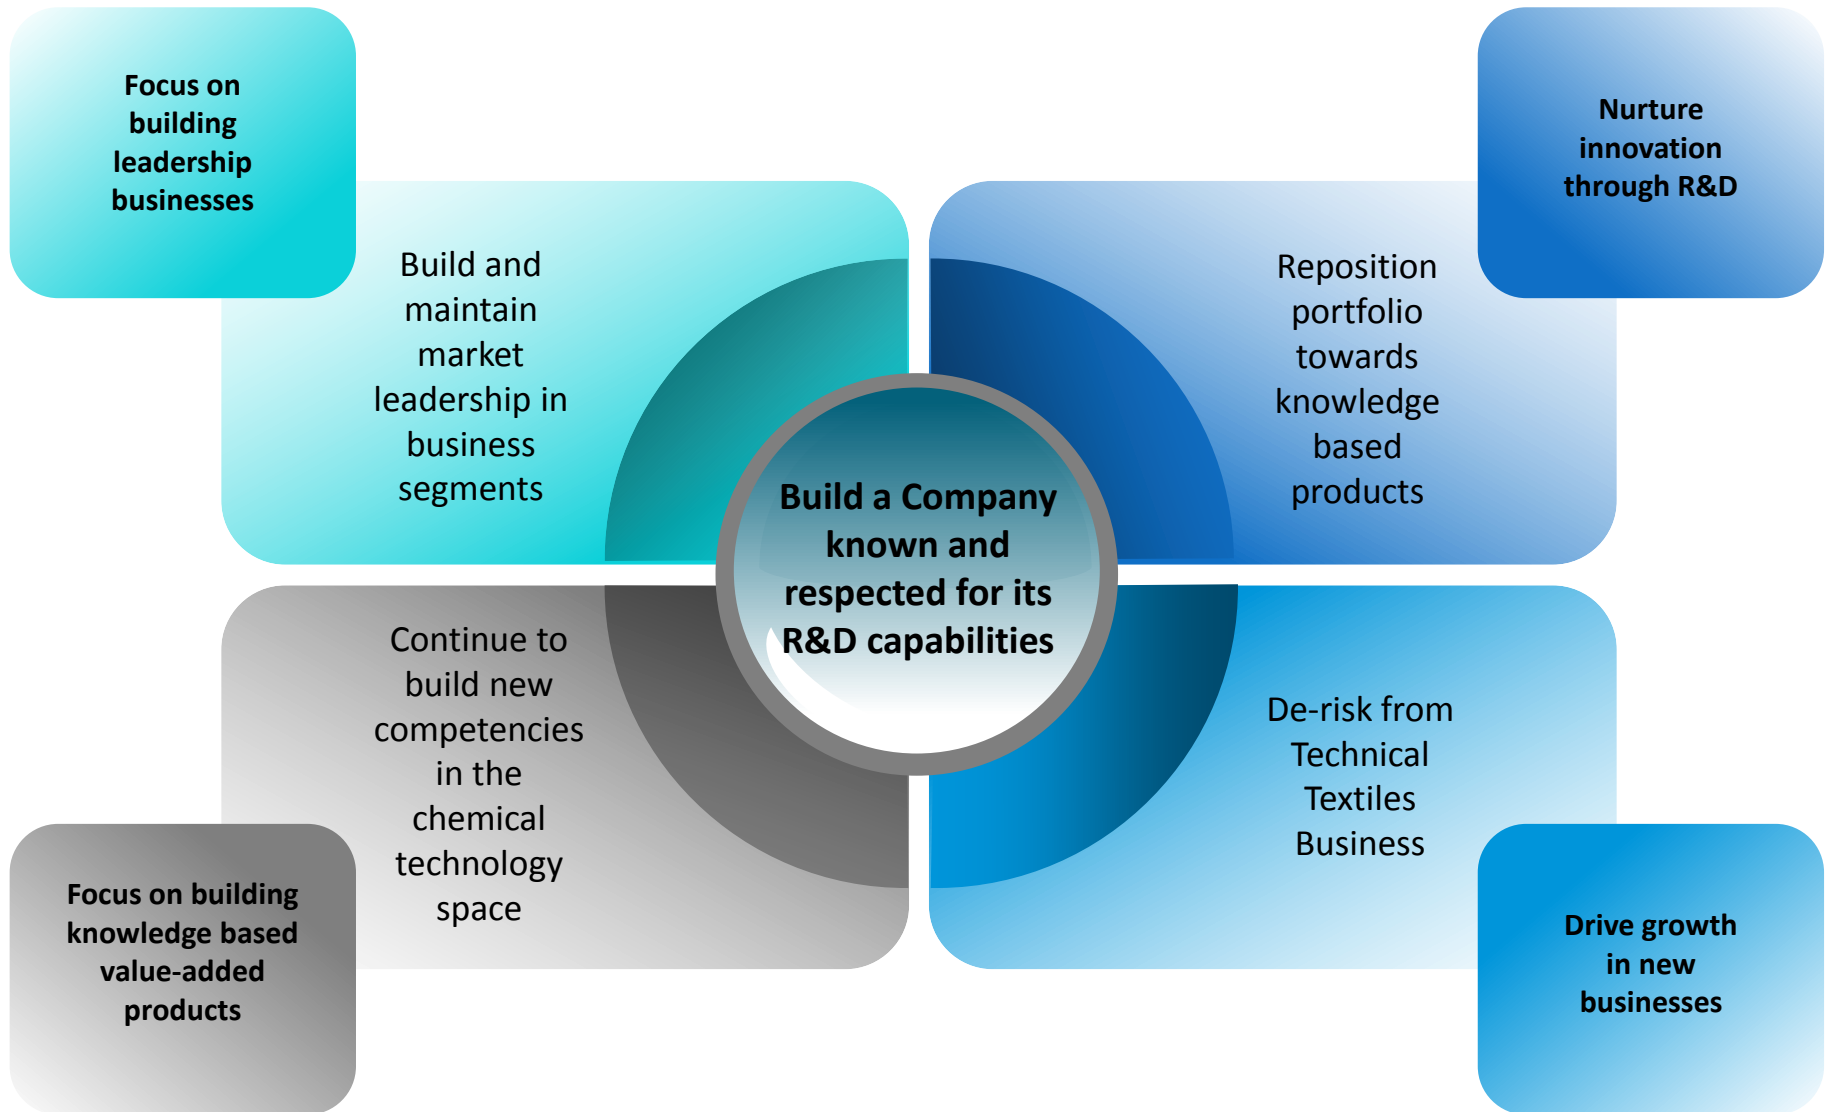 Focus on
building
leadership
businesses
Build and
maintain
market
leadership in
business
segments
Nurture
innovation
through R&D
Reposition
portfolio
towards
knowledge
based
products
Build a Company
known and
respected for its
R&D capabilities
Continue to
build new
competencies
in the
chemical
technology
space
Focus on building
knowledge based
value-added
products
De-risk from
Technical
Textiles
Business
Drive growth
in new
businesses